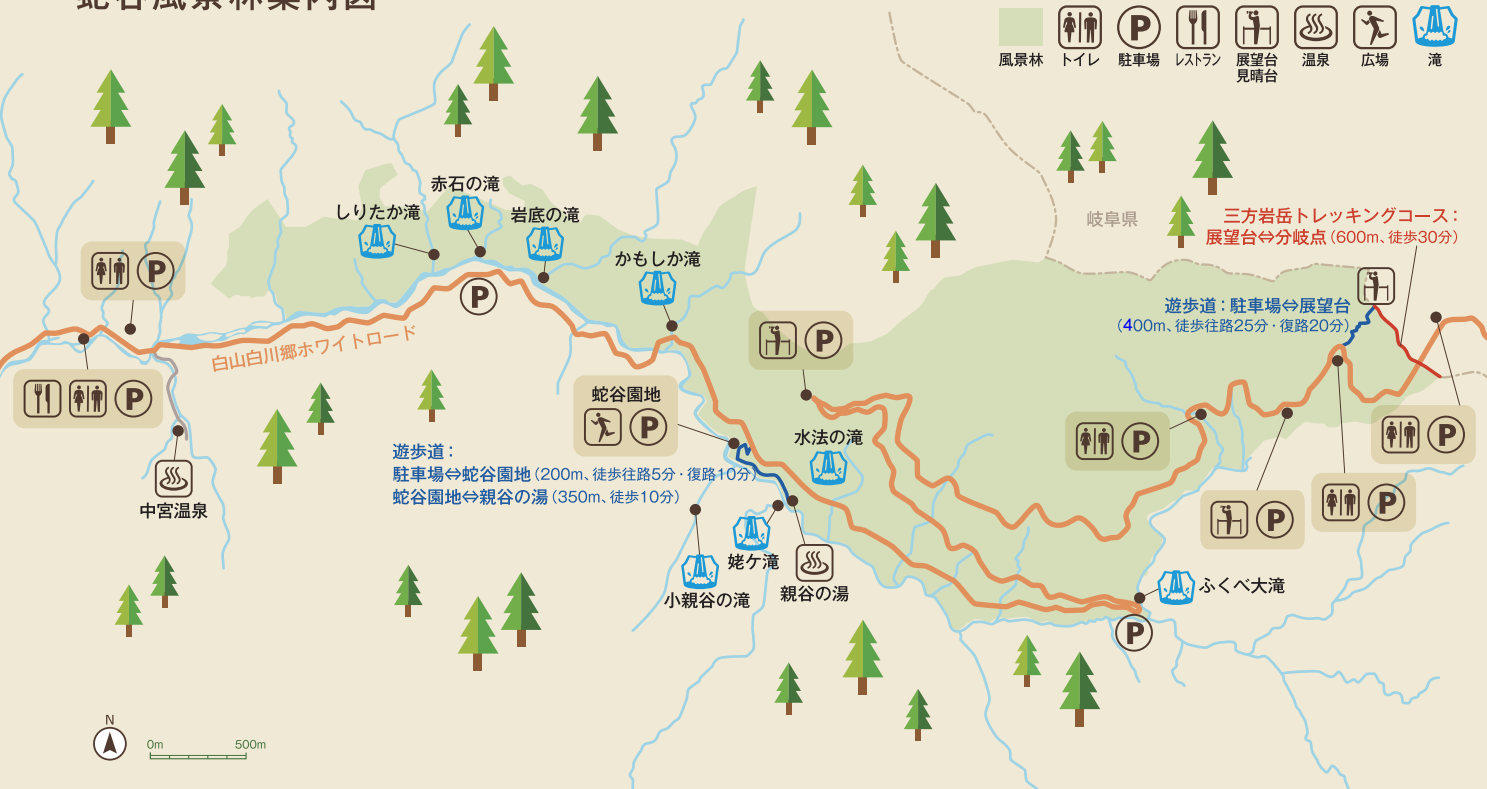 蛇谷風景林案内図
風景林
トイレ
P
駐車場
レストラン
展望台
見晴台
温泉
広場
滝
赤石の滝
しりたか滝
岩底の滝
かもしか滝
P
P
P
P
白山白川郷ホワイトロード
中宮温泉
岐阜県
三方岩岳トレッキングコース：
展望台⇔分岐点（600m、徒歩30分）
遊歩道：駐車場⇔展望台
（400m、徒歩往路25分・復路20分）
蛇谷園地
P
遊歩道：
駐車場⇔蛇谷園地（200m、徒歩往路5分・復路10分）
蛇谷園地⇔親谷の湯（350m、徒歩10分）
水法の滝
姥ケ滝
小親谷の滝
親谷の湯
P
P
P
P
ふくべ大滝
P
N
0m
500m